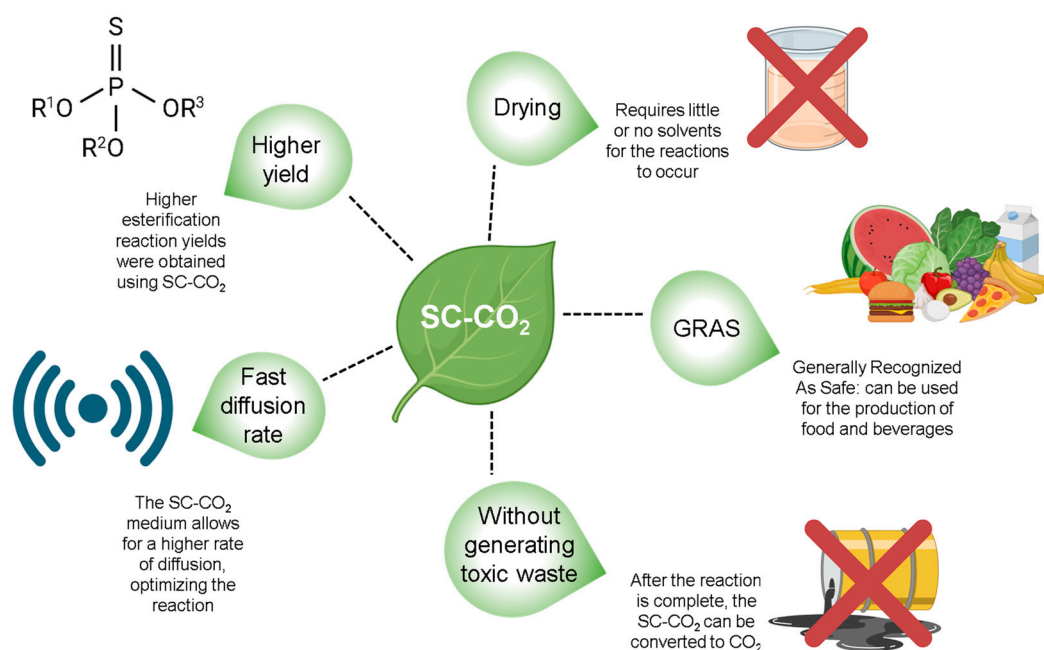 S
P
R¹O
OR³
R²O
Higher
yield
Higher
esterification
reaction yields
were obtained
using SC-CO₂
Drying
Requires little
or no solvents
for the reactions
to occur
SC-CO₂
GRAS
Generally Recognized
As Safe: can be used
for the production of
food and beverages
Fast
diffusion
rate
The SC-CO₂
medium allows
for a higher rate
of diffusion,
optimizing the
reaction
Without
generating
toxic waste
After the reaction
is complete, the
SC-CO₂ can be
converted to CO₂